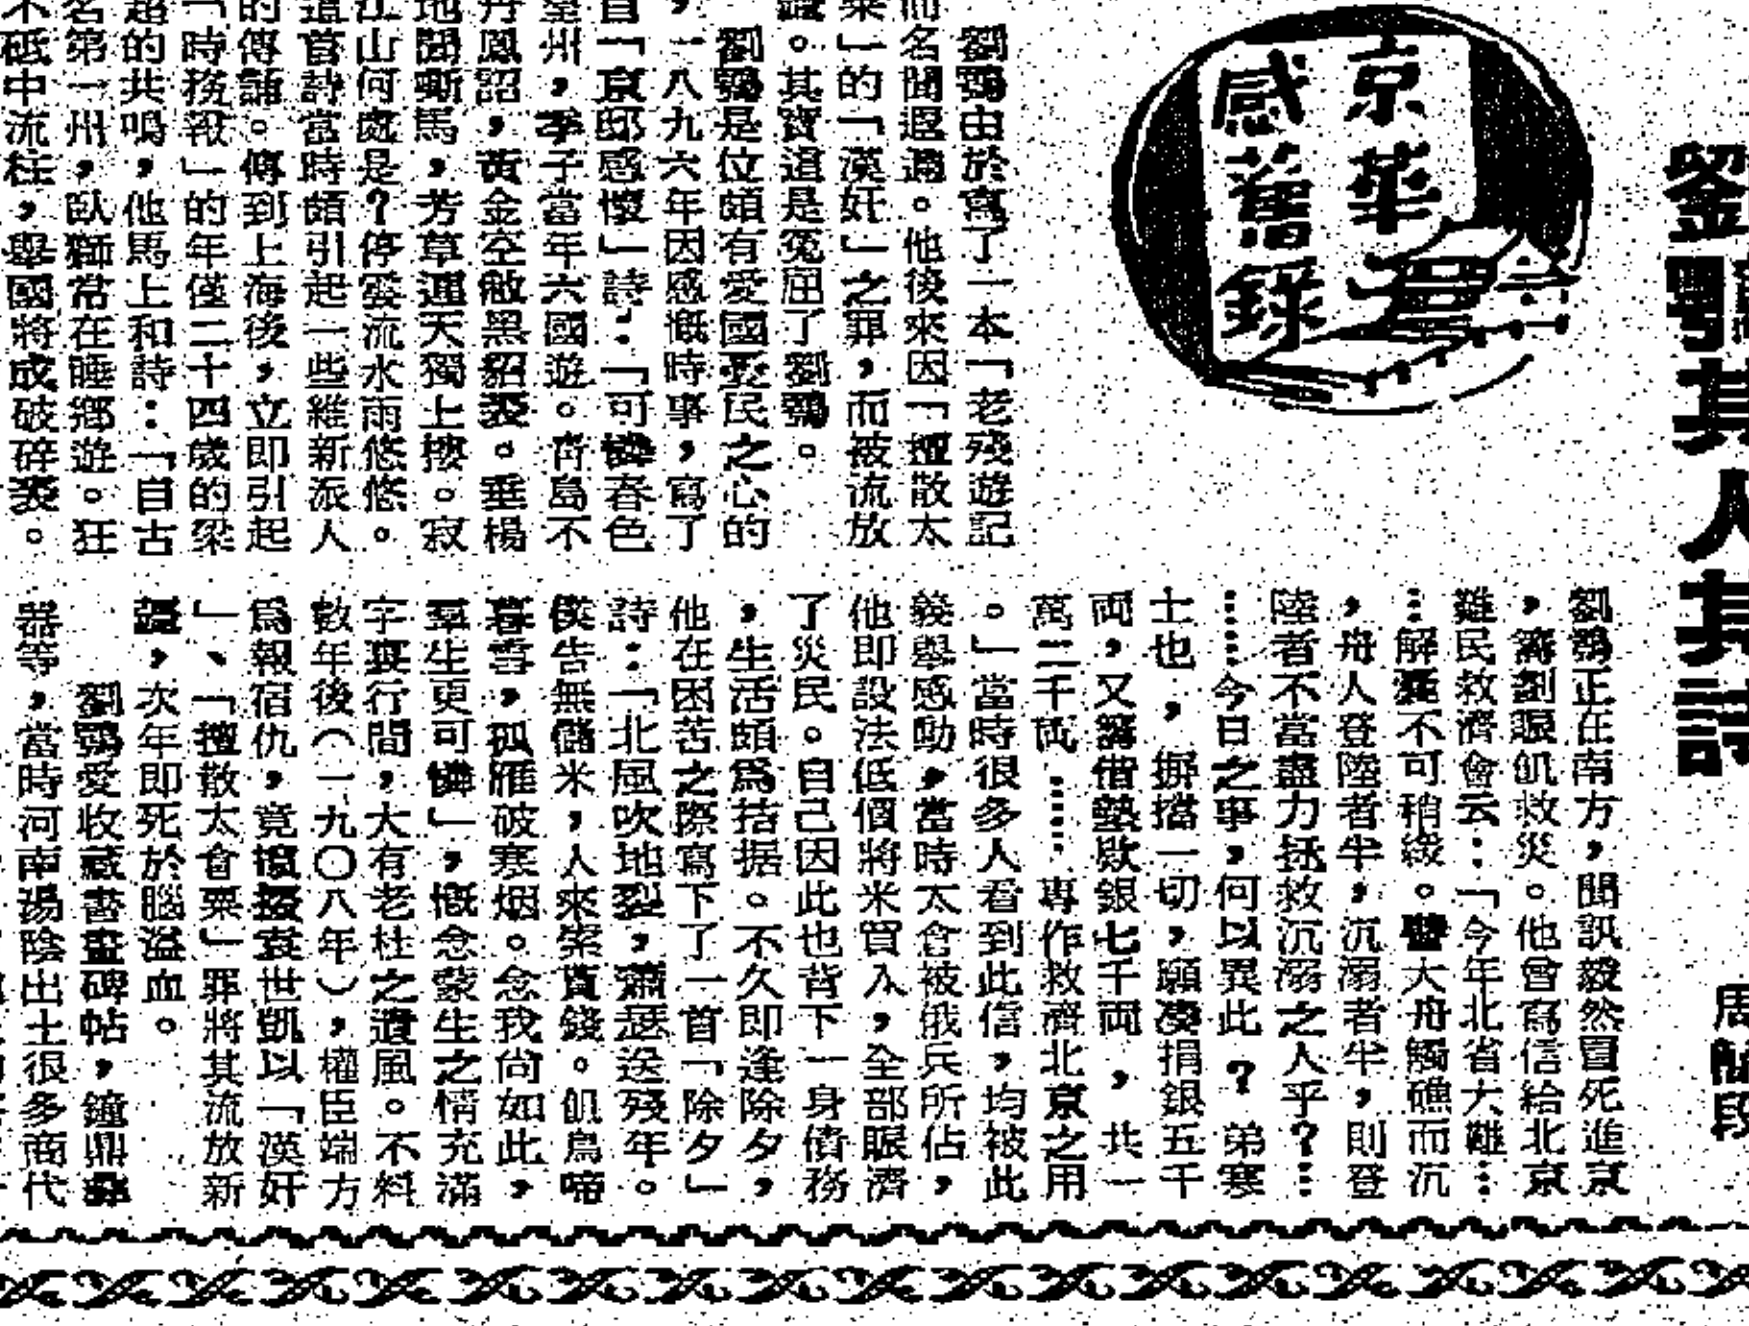 劉鶚其人其詩
周簡段
京華
感舊錄
劉鶚由於寫了一本「老殘遊記
而名聞遐邇。他後來因「擅散太
粟」的「漢奸」之罪,而被流放
疆。其實這是冤屈了劉鶚。
劉鶚是位頗有愛國憂民之心的
,一八九六年因感慨時事,寫了
首「京邸感懷」詩:「可憐春色
皇州,季子當年六國遊。青島不
丹鳳詔,黃金空敝黑貂裘。垂楊
地聞嘶馬,芳草連天獨上樓。寂
江山何處是?停雲流水雨悠悠。
這首詩當時頗引起一些維新派人
的傳誦。傳到上海後,立即引起
「時務報」的年僅二十四歲的梁
超的共鳴,他馬上和詩:「自古
名第一州,臥獅常在睡鄉遊。狂
不砥中流柱,舉國將成破碎裘。
劉鶚正在南方,聞訊毅然冒死進京
,籌劃賑飢救災。他曾寫信給北京
難民救濟會云:「今年北省大難…
…解懸不可稍緩。譬大舟觸礁而沉
,舟人登陸者半,沉溺者半,則登
陸者不當盡力拯救沉溺之人乎?…
……今日之事,何以異此?弟寒
士也,摒擋一切,願湊捐銀五千
両,又籌借墊欵銀七千両,共一
萬二千両……專作救濟北京之用
。」當時很多人看到此信,均被此
義舉感動,當時太倉被俄兵所佔,
他即設法低價將米買入,全部賑濟
了災民。自己因此也背下一身債務
,生活頗爲拮据。不久即逢除夕,
他在困苦之際寫下了一首「除夕」
詩:「北風吹地裂,蕭瑟送殘年。
僕告無儲米,人來索貰錢。飢鳥啼
暮雪,孤雁破寒烟。念我尚如此,
羣生更可憐」,慨念蒙生之情充滿
字裏行間,大有老杜之遺風。不料
數年後(一九〇八年),權臣端方
爲報宿仇,竟慫恿袁世凱以「漢奸
」、「擅散太倉粟」罪將其流放新
疆,次年即死於腦溢血。
劉鶚愛收藏書畫碑帖,鐘鼎彝
器等,當時河南湯陰出土很多商代